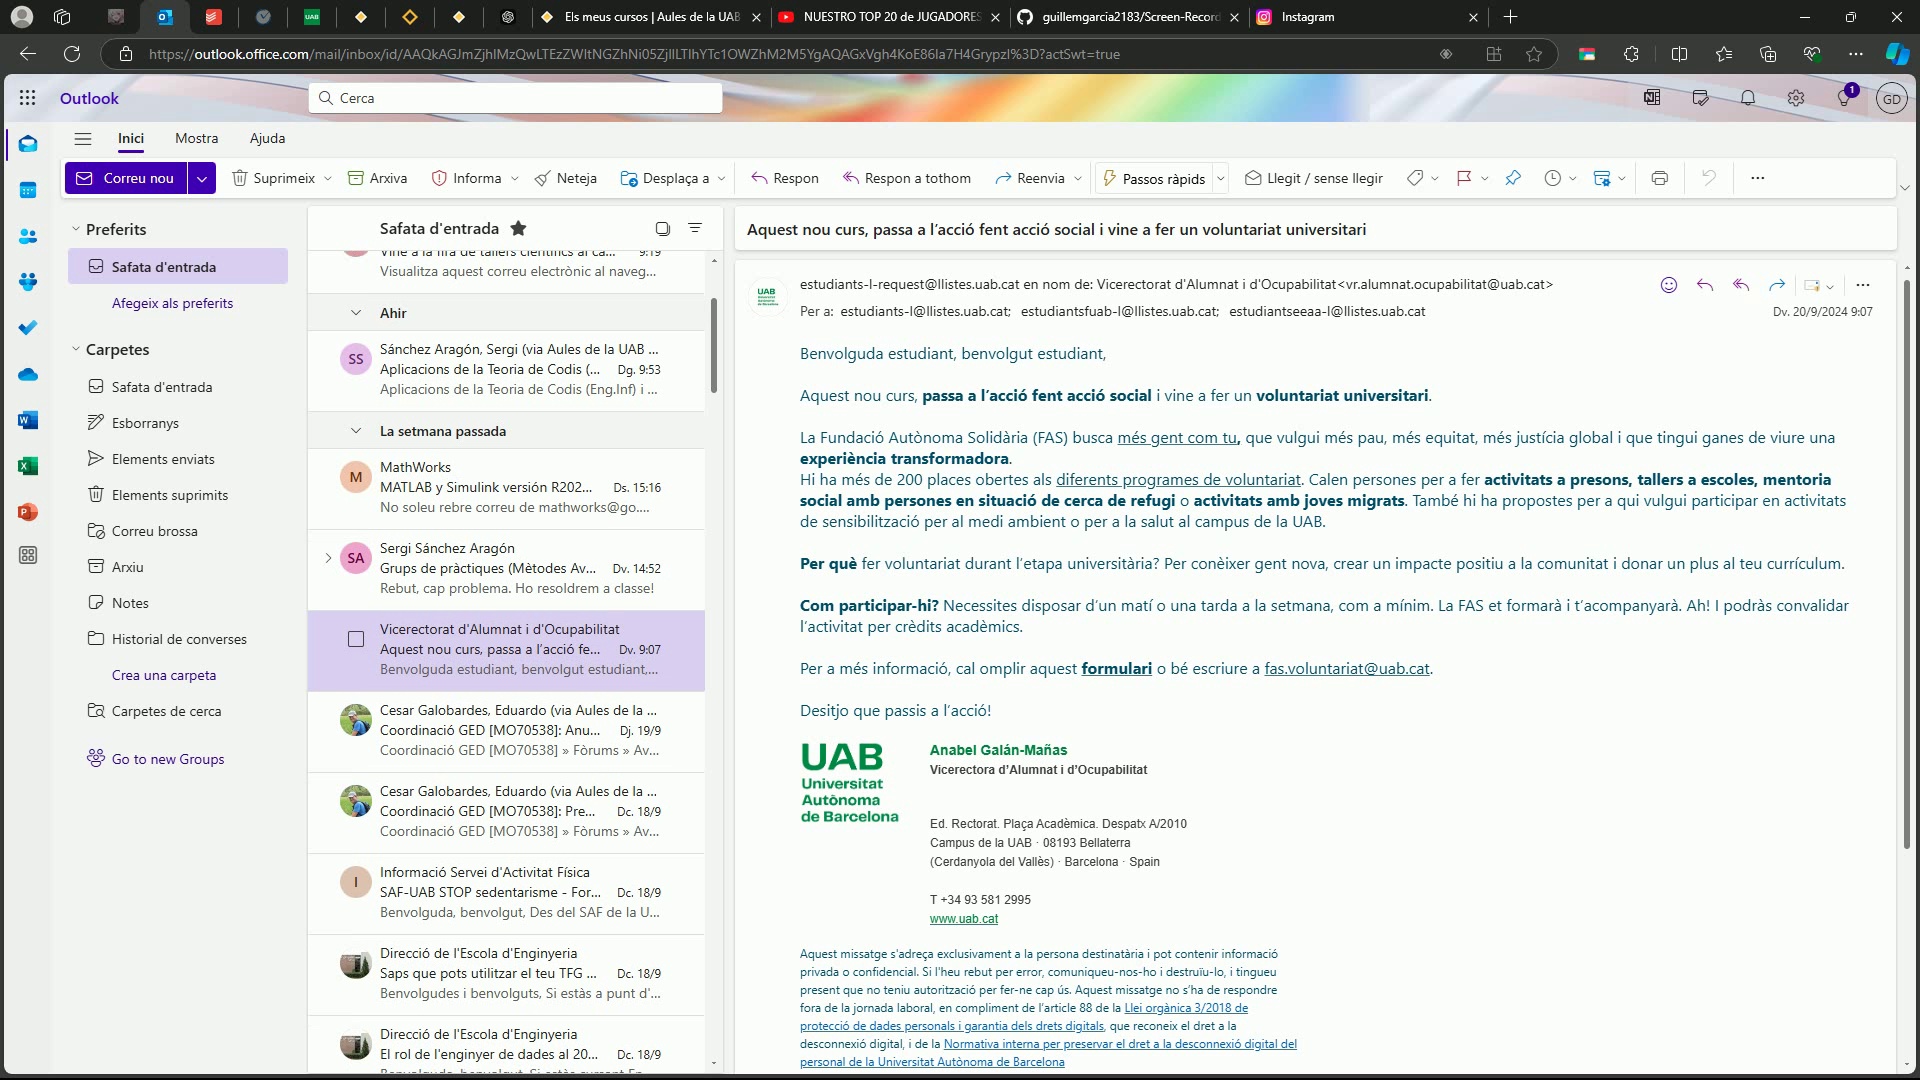 Els meus cursos | Aules de la UAB
NUESTRO TOP 20 de JUGADORES
guillemgarcia2183/Screen-Record
Instagram
https://outlook.office.com/mail/inbox/id/
?actSwt=true
Outlook
Cerca
1
GD
Inici
Mostra
Ajuda
Correu nou
Suprimeix
Arxiva
Informa
Neteja
Desplaça a
Respon
Respon a tothom
Reenvia
Passos ràpids
Llegit / sense llegir
Preferits
Safata d'entrada
Afegeix als preferits
Carpetes
Safata d'entrada
Esborranys
Elements enviats
Elements suprimits
Correu brossa
Arxiu
Notes
Historial de converses
Crea una carpeta
Carpetes de cerca
Go to new Groups
Safata d'entrada
Vine a la fira de tallers científics al ca... 9:19
Visualitza aquest correu electrònic al naveg...
Ahir
SS
Sánchez Aragón, Sergi (via Aules de la UAB ...
Aplicacions de la Teoria de Codis (... Dg. 9:53
Aplicacions de la Teoria de Codis (Eng.Inf) i ...
La setmana passada
M
MathWorks
MATLAB y Simulink versión R202... Ds. 15:16
No soleu rebre correu de mathworks@go....
SA
Sergi Sánchez Aragón
Grups de pràctiques (Mètodes Av... Dv. 14:52
Rebut, cap problema. Ho resoldrem a classe!
Vicerectorat d'Alumnat i d'Ocupabilitat
Aquest nou curs, passa a l'acció fe... Dv. 9:07
Benvolguda estudiant, benvolgut estudiant,...
Cesar Galobardes, Eduardo (via Aules de la ...
Coordinació GED [MO70538]: Anu... Dj. 19/9
Coordinació GED [MO70538] » Fòrums » Av...
Cesar Galobardes, Eduardo (via Aules de la ...
Coordinació GED [MO70538]: Pre... Dc. 18/9
Coordinació GED [MO70538] » Fòrums » Av...
I
Informació Servei d'Activitat Física
SAF-UAB STOP sedentarisme - For... Dc. 18/9
Benvolguda, benvolgut, Des del SAF de la U...
Direcció de l'Escola d'Enginyeria
Saps que pots utilitzar el teu TFG ... Dc. 18/9
Benvolgudes i benvolguts, Si estàs a punt d'...
Direcció de l'Escola d'Enginyeria
El rol de l'enginyer de dades al 20... Dc. 18/9
Aquest nou curs, passa a l'acció fent acció social i vine a fer un voluntariat universitari
UAB
estudiants-l-request@llistes.uab.cat en nom de: Vicerectorat d'Alumnat i d'Ocupabilitat<vr.alumnat.ocupabilitat@uab.cat>
Per a: estudiants-l@llistes.uab.cat; estudiantsfuab-l@llistes.uab.cat; estudiantseeaa-l@llistes.uab.cat
Dv. 20/9/2024 9:07
Benvolguda estudiant, benvolgut estudiant,
Aquest nou curs, passa a l'acció fent acció social i vine a fer un voluntariat universitari.
La Fundació Autònoma Solidària (FAS) busca més gent com tu, que vulgui més pau, més equitat, més justícia global i que tingui ganes de viure una
experiència transformadora.
Hi ha més de 200 places obertes als diferents programes de voluntariat. Calen persones per a fer activitats a presons, tallers a escoles, mentoria
social amb persones en situació de cerca de refugi o activitats amb joves migrats. També hi ha propostes per a qui vulgui participar en activitats
de sensibilització per al medi ambient o per a la salut al campus de la UAB.
Per què fer voluntariat durant l'etapa universitària? Per conèixer gent nova, crear un impacte positiu a la comunitat i donar un plus al teu currículum.
Com participar-hi? Necessites disposar d'un matí o una tarda a la setmana, com a mínim. La FAS et formarà i t'acompanyarà. Ah! I podràs convalidar
l'activitat per crèdits acadèmics.
Per a més informació, cal omplir aquest formulari o bé escriure a fas.voluntariat@uab.cat.
Desitjo que passis a l'acció!
UAB
Universitat
Autònoma
de Barcelona
Anabel Galán-Mañas
Vicerectora d'Alumnat i d'Ocupabilitat
Ed. Rectorat. Plaça Acadèmica. Despatx A/2010
Campus de la UAB · 08193 Bellaterra
(Cerdanyola del Vallès) · Barcelona · Spain
T +34 93 581 2995
www.uab.cat
Aquest missatge s'adreça exclusivament a la persona destinatària i pot contenir informació
privada o confidencial. Si l'heu rebut per error, comuniqueu-nos-ho i destruïu-lo, i tingueu
present que no teniu autorització per fer-ne cap ús. Aquest missatge no s'ha de respondre
fora de la jornada laboral, en compliment de l'article 88 de la Llei orgànica 3/2018 de
protecció de dades personals i garantia dels drets digitals, que reconeix el dret a la
desconnexió digital, i de la Normativa interna per preservar el dret a la desconnexió digital del
personal de la Universitat Autònoma de Barcelona